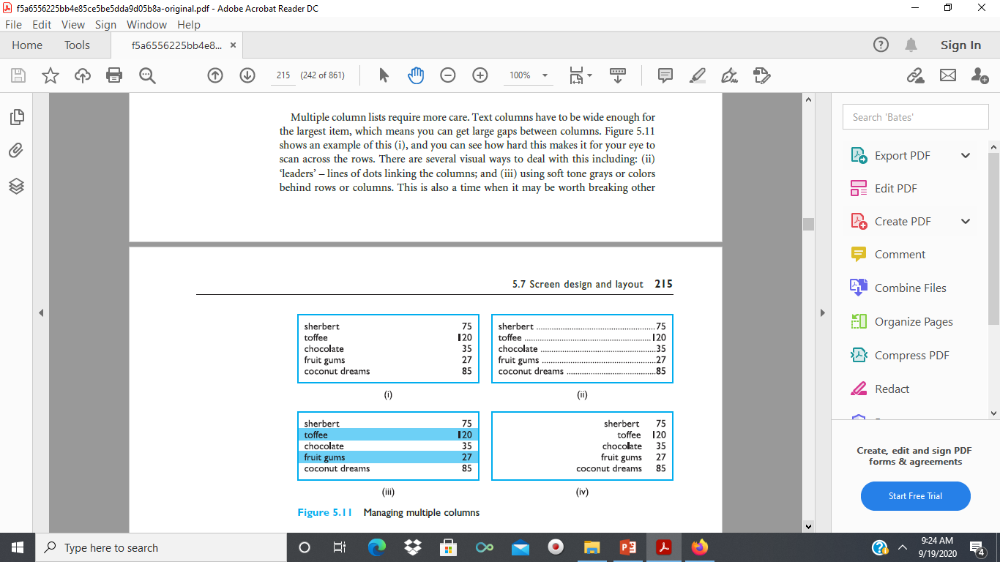 f5a6556225bb4e85ce5be5dda9d05b8a-original.pdf - Adobe Acrobat Reader DC
File Edit View Sign Window Help
Home Tools f5a6556225bb4e8... × Sign In
215 (242 of 861) 100%
Multiple column lists require more care. Text columns have to be wide enough for
the largest item, which means you can get large gaps between columns. Figure 5.11
shows an example of this (i), and you can see how hard this makes it for your eye to
scan across the rows. There are several visual ways to deal with this including: (ii)
‘leaders’ – lines of dots linking the columns; and (iii) using soft tone grays or colors
behind rows or columns. This is also a time when it may be worth breaking other
5.7 Screen design and layout 215
sherbert 75
toffee 120
chocolate 35
fruit gums 27
coconut dreams 85
(i)
sherbert ........................................................75
toffee ...........................................................120
chocolate ......................................................35
fruit gums .....................................................27
coconut dreams .........................................85
(ii)
sherbert 75
toffee 120
chocolate 35
fruit gums 27
coconut dreams 85
(iii)
sherbert 75
toffee 120
chocolate 35
fruit gums 27
coconut dreams 85
(iv)
Figure 5.11 Managing multiple columns
Search 'Bates'
Export PDF
Edit PDF
Create PDF
Comment
Combine Files
Organize Pages
Compress PDF
Redact
Create, edit and sign PDF
forms & agreements
Start Free Trial
Type here to search
9:24 AM
9/19/2020
4